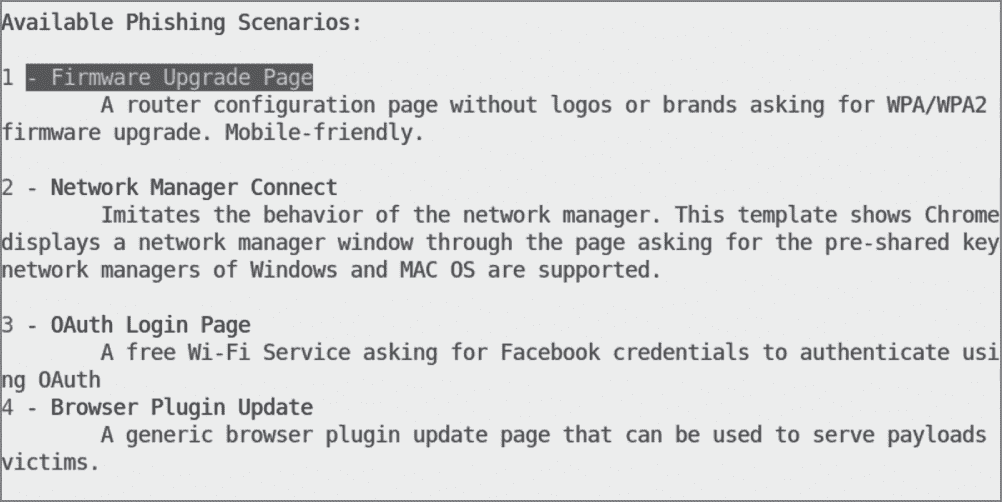 Available Phishing Scenarios:
1 - Firmware Upgrade Page
A router configuration page without logos or brands asking for WPA/WPA2
firmware upgrade. Mobile-friendly.
2 - Network Manager Connect
Imitates the behavior of the network manager. This template shows Chrome
displays a network manager window through the page asking for the pre-shared key
network managers of Windows and MAC OS are supported.
3 - OAuth Login Page
A free Wi-Fi Service asking for Facebook credentials to authenticate usi
ng OAuth
4 - Browser Plugin Update
A generic browser plugin update page that can be used to serve payloads
victims.